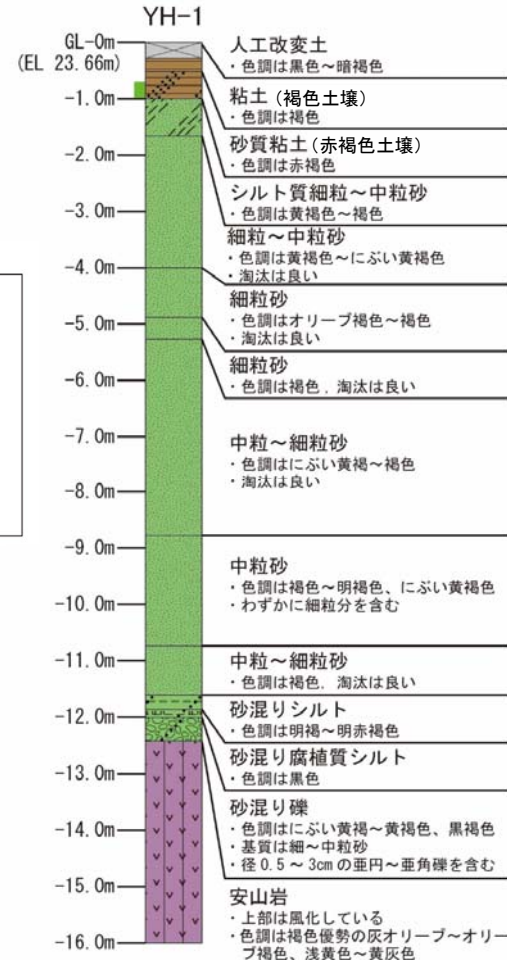 YH-1
GL-0m
(EL 23.66m)
-1.0m
-2.0m
-3.0m
-4.0m
-5.0m
-6.0m
-7.0m
-8.0m
-9.0m
-10.0m
-11.0m
-12.0m
-13.0m
-14.0m
-15.0m
-16.0m
人工改変土
・色調は黒色～暗褐色
粘土(褐色土壌)
・色調は褐色
砂質粘土(赤褐色土壌)
・色調は赤褐色
シルト質細粒～中粒砂
・色調は黄褐色～褐色
細粒～中粒砂
・色調は黄褐色～にぶい黄褐色
・淘汰は良い
細粒砂
・色調はオリーブ褐色～褐色
・淘汰は良い
細粒砂
・色調は褐色．淘汰は良い
中粒～細粒砂
・色調はにぶい黄褐～褐色
・淘汰は良い
中粒砂
・色調は褐色～明褐色、にぶい黄褐色
・わずかに細粒分を含む
中粒～細粒砂
・色調は褐色．淘汰は良い
砂混りシルト
・色調は明褐～明赤褐色
砂混り腐植質シルト
・色調は黒色
砂混り礫
・色調はにぶい黄褐～黄褐色、黒褐色
・基質は細～中粒砂
・径0.5～3cmの亜円～亜角礫を含む
安山岩
・上部は風化している
・色調は褐色優勢の灰オリーブ～オリー
ブ褐色、浅黄色～黄灰色